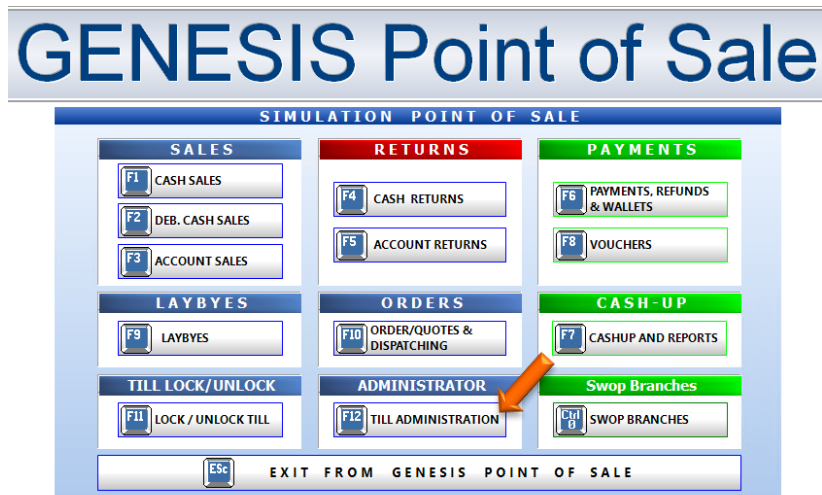 GENESIS Point of Sale
SIMULATION POINT OF SALE
SALES
F1 CASH SALES
F2 DEB. CASH SALES
F3 ACCOUNT SALES
RETURNS
F4 CASH RETURNS
F5 ACCOUNT RETURNS
PAYMENTS
F6 PAYMENTS, REFUNDS
& WALLETS
F8 VOUCHERS
LAYBYES
F9 LAYBYES
ORDERS
F10 ORDER/QUOTES &
DISPATCHING
CASH-UP
F7 CASHUP AND REPORTS
TILL LOCK/UNLOCK
F11 LOCK / UNLOCK TILL
ADMINISTRATOR
F12 TILL ADMINISTRATION
Swop Branches
Ctrl
0
SWOP BRANCHES
ESc EXIT FROM GENESIS POINT OF SALE